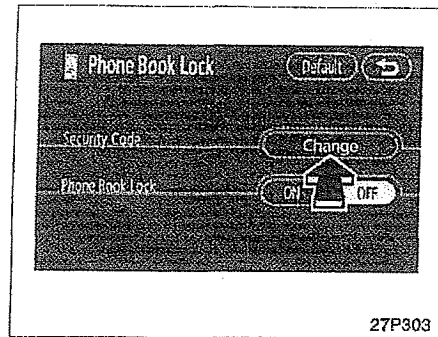 Phone Book Lock Default
Security Code Change
Phone Book Lock ON OFF
27P303